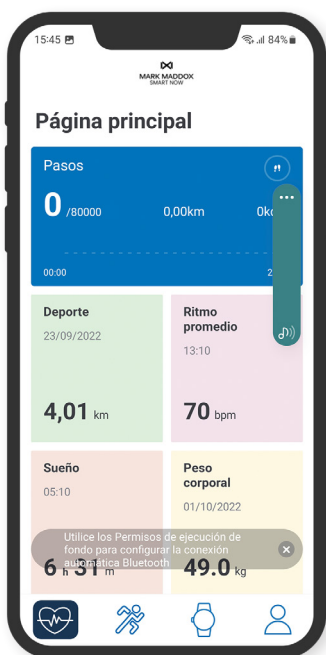 15:45 84%
MARK MADDOX
SMART NOW
Página principal
Pasos
0 /80000 0,00km
00:00
Deporte
23/09/2022
4,01 km
Ritmo
promedio
13:10
70 bpm
Sueño
05:10
6 h 31 m
Peso
corporal
01/10/2022
49.0 kg
Utilice los Permisos de ejecución de
fondo para configurar la conexión
automática Bluetooth